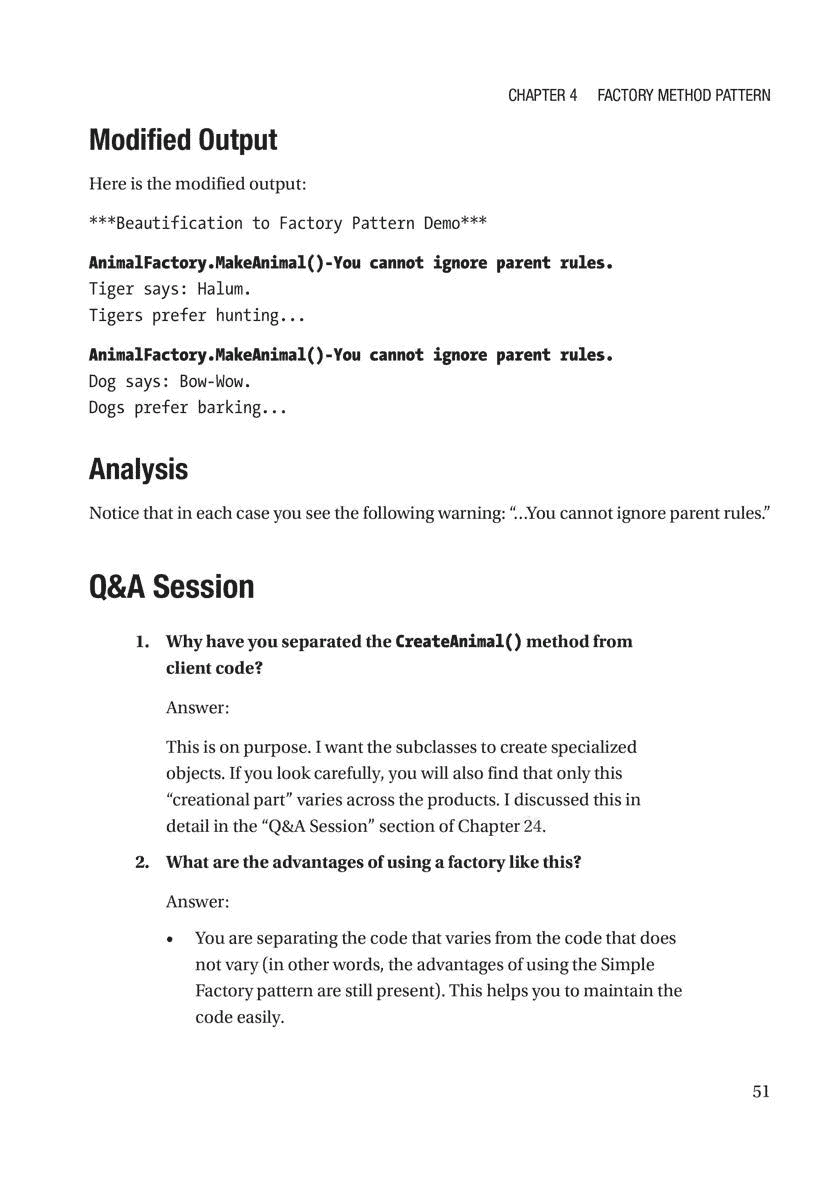 CHAPTER 4 FACTORY METHOD PATTERN
Modified Output
Here is the modified output:
***Beautification to Factory Pattern Demo***
AnimalFactory.MakeAnimal()-You cannot ignore parent rules.
Tiger says: Halum.
Tigers prefer hunting...
AnimalFactory.MakeAnimal()-You cannot ignore parent rules.
Dog says: Bow-Wow.
Dogs prefer barking...
Analysis
Notice that in each case you see the following warning: “…You cannot ignore parent rules.”
Q&A Session
1. Why have you separated the CreateAnimal() method from
client code?
Answer:
This is on purpose. I want the subclasses to create specialized
objects. If you look carefully, you will also find that only this
“creational part” varies across the products. I discussed this in
detail in the “Q&A Session” section of Chapter 24.
2. What are the advantages of using a factory like this?
Answer:
• You are separating the code that varies from the code that does
not vary (in other words, the advantages of using the Simple
Factory pattern are still present). This helps you to maintain the
code easily.
51